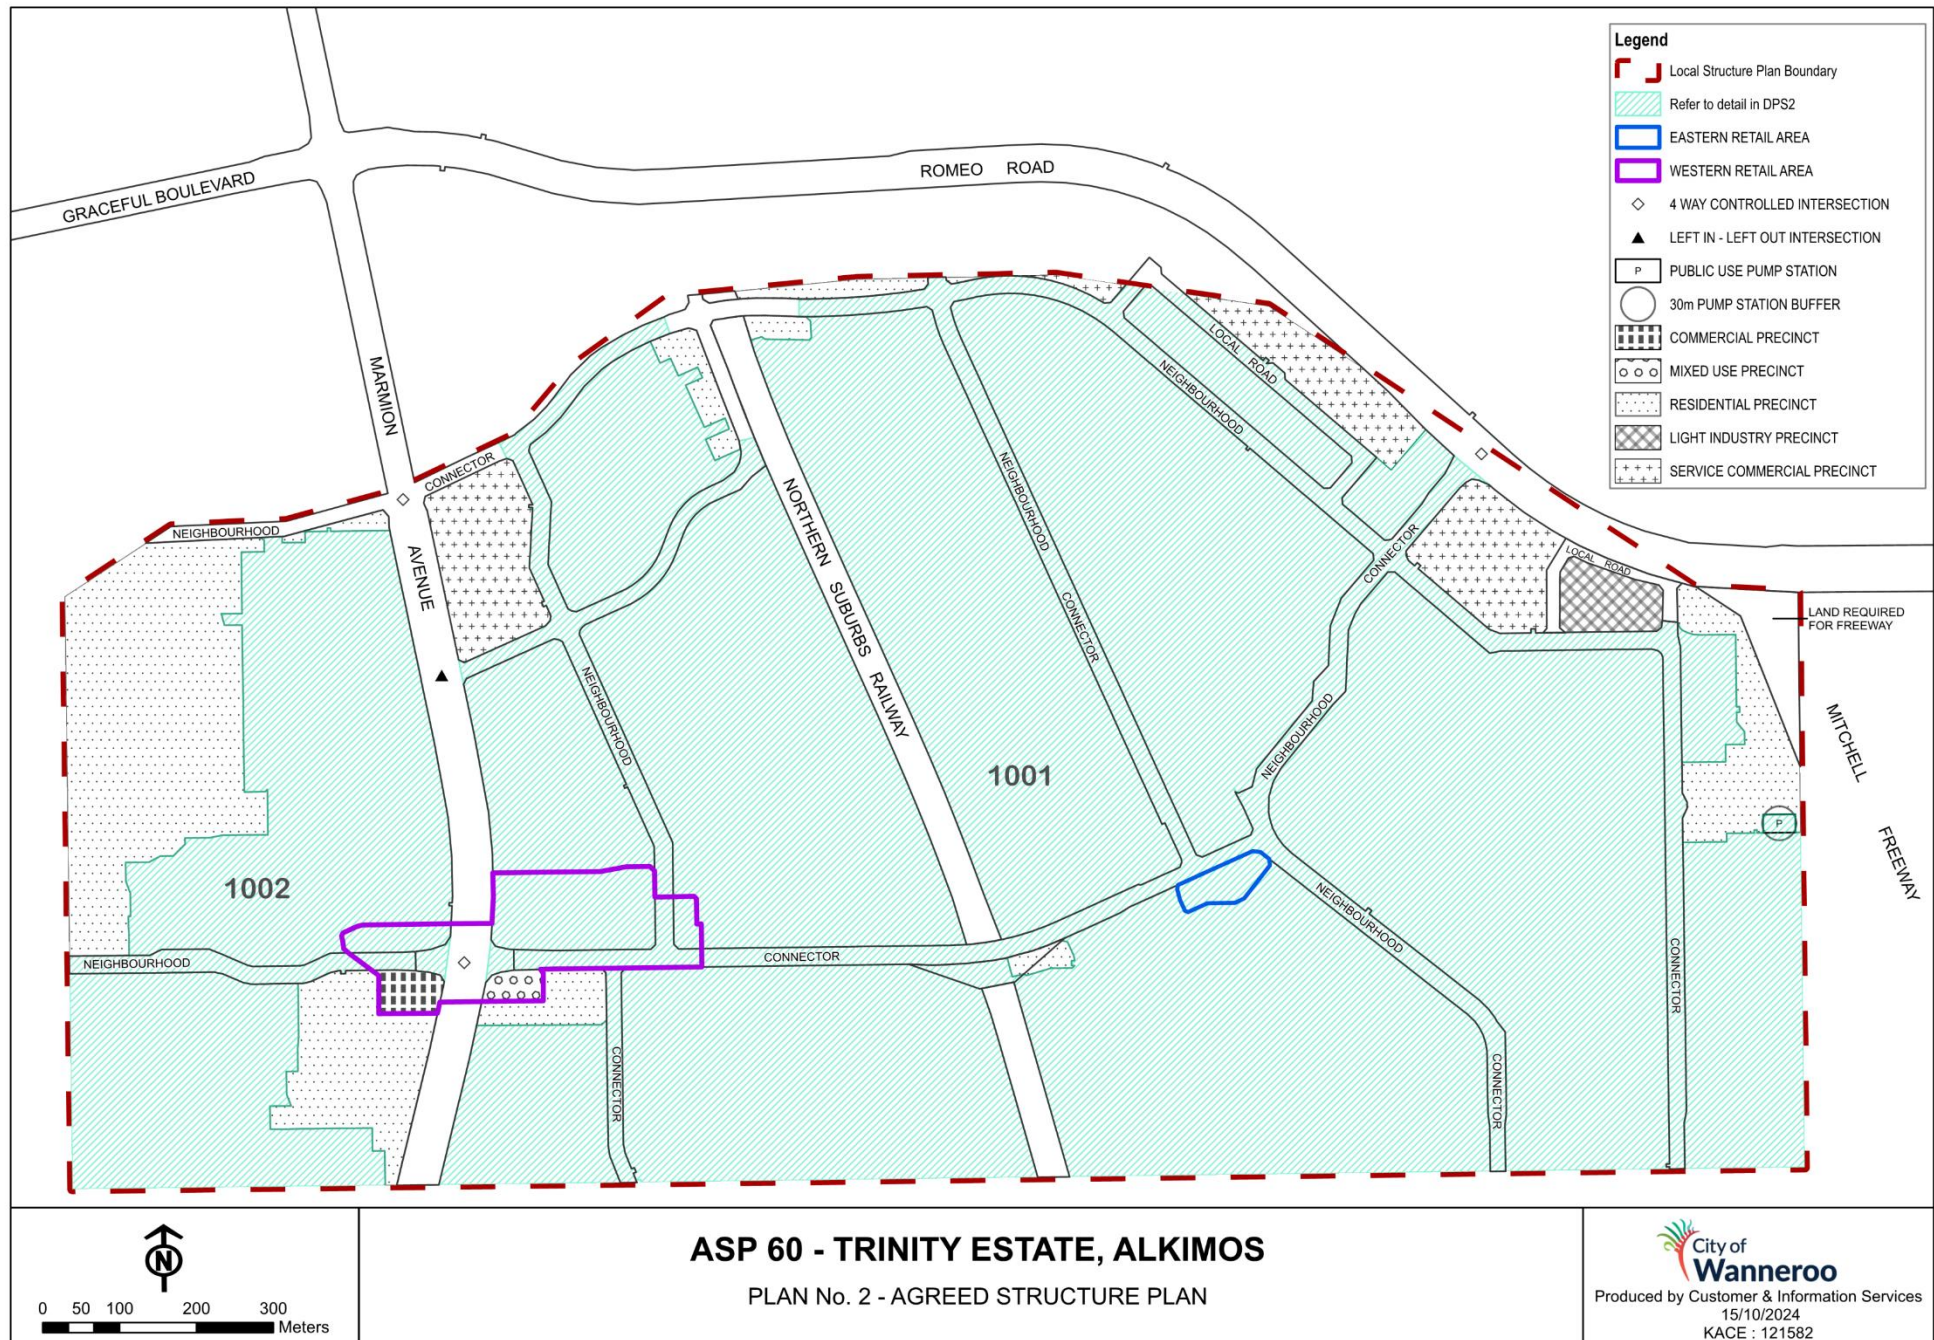 Legend
Local Structure Plan Boundary
Refer to detail in DPS2
EASTERN RETAIL AREA
WESTERN RETAIL AREA
4 WAY CONTROLLED INTERSECTION
LEFT IN - LEFT OUT INTERSECTION
P
PUBLIC USE PUMP STATION
30m PUMP STATION BUFFER
COMMERCIAL PRECINCT
MIXED USE PRECINCT
RESIDENTIAL PRECINCT
LIGHT INDUSTRY PRECINCT
SERVICE COMMERCIAL PRECINCT
GRACEFUL BOULEVARD
ROMEO ROAD
MARMION
AVENUE
CONNECTOR
NEIGHBOURHOOD
NORTHERN SUBURBS RAILWAY
NEIGHBOURHOOD
CONNECTOR
LOCAL ROAD
NEIGHBOURHOOD
CONNECTOR
LOCAL ROAD
LAND REQUIRED
FOR FREEWAY
NEIGHBOURHOOD
NEIGHBOURHOOD
MITCHELL
FREEWAY
1001
1002
P
NEIGHBOURHOOD
CONNECTOR
NEIGHBOURHOOD
CONNECTOR
CONNECTOR
CONNECTOR
N
0 50 100 200 300
Meters
ASP 60 - TRINITY ESTATE, ALKIMOS
PLAN No. 2 - AGREED STRUCTURE PLAN
City of
Wanneroo
Produced by Customer & Information Services
15/10/2024
KACE : 121582